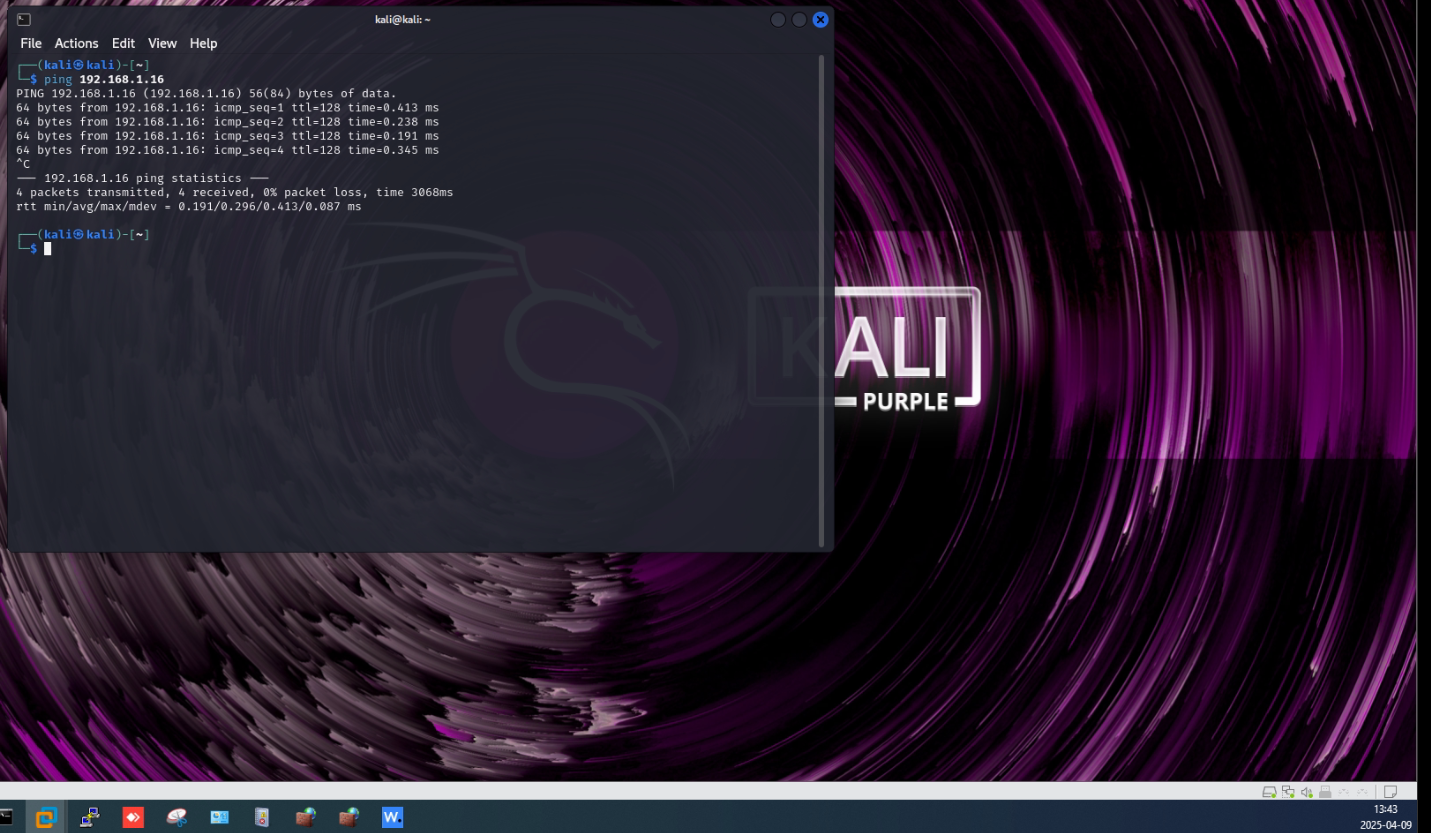 kali@kali: ~
File Actions Edit View Help
┌──(kali㉿kali)-[~]
└─$ ping 192.168.1.16
PING 192.168.1.16 (192.168.1.16) 56(84) bytes of data.
64 bytes from 192.168.1.16: icmp_seq=1 ttl=128 time=0.413 ms
64 bytes from 192.168.1.16: icmp_seq=2 ttl=128 time=0.238 ms
64 bytes from 192.168.1.16: icmp_seq=3 ttl=128 time=0.191 ms
64 bytes from 192.168.1.16: icmp_seq=4 ttl=128 time=0.345 ms
^C
--- 192.168.1.16 ping statistics ---
4 packets transmitted, 4 received, 0% packet loss, time 3068ms
rtt min/avg/max/mdev = 0.191/0.296/0.413/0.087 ms
┌──(kali㉿kali)-[~]
└─$
KALI
PURPLE
W.
13:43
2025-04-09